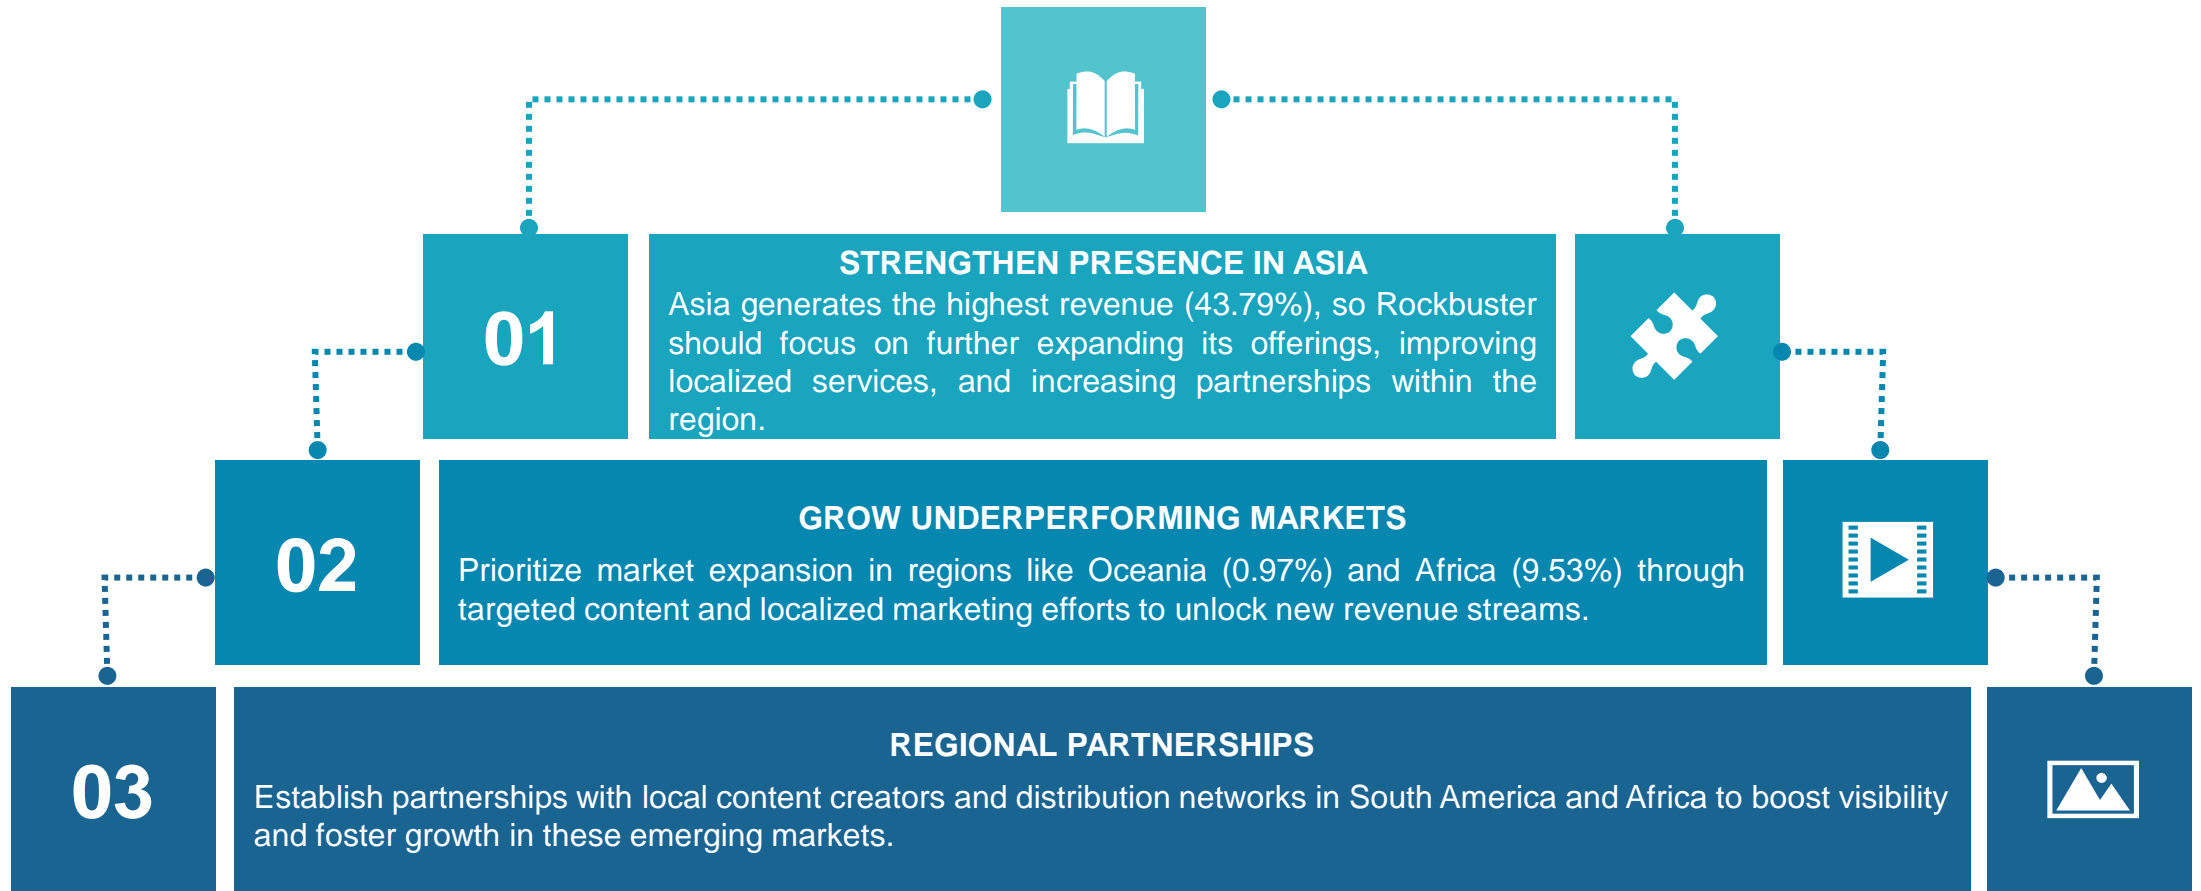 01
STRENGTHEN PRESENCE IN ASIA
Asia generates the highest revenue (43.79%), so Rockbuster
should focus on further expanding its offerings, improving
localized services, and increasing partnerships within the
region.
02
GROW UNDERPERFORMING MARKETS
Prioritize market expansion in regions like Oceania (0.97%) and Africa (9.53%) through
targeted content and localized marketing efforts to unlock new revenue streams.
03
REGIONAL PARTNERSHIPS
Establish partnerships with local content creators and distribution networks in South America and Africa to boost visibility
and foster growth in these emerging markets.